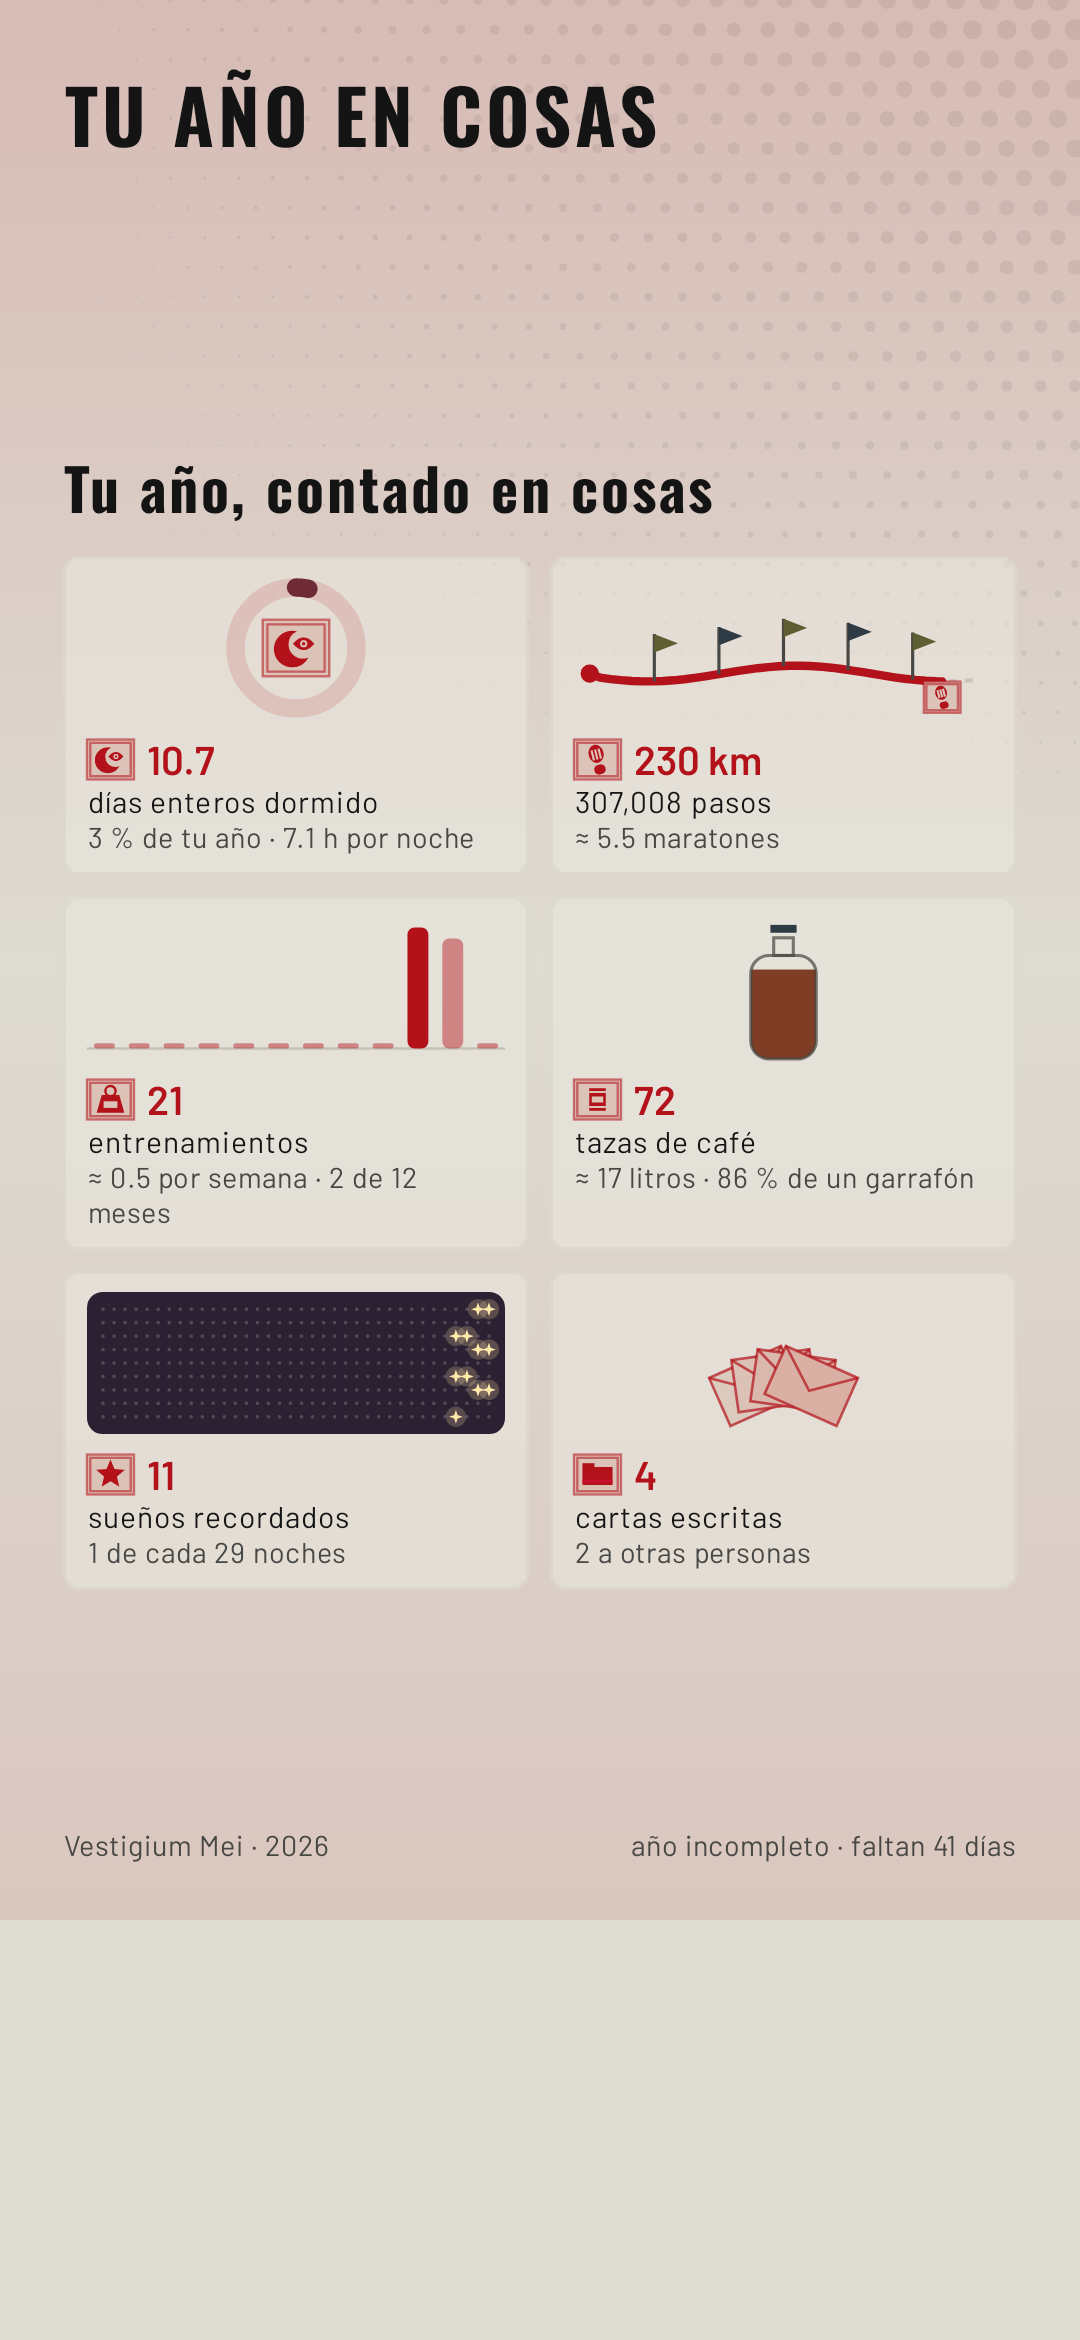 TU AÑO EN COSAS
Tu año, contado en cosas
10.7
días enteros dormido
3 % de tu año · 7.1 h por noche
230 km
307,008 pasos
≈ 5.5 maratones
21
entrenamientos
≈ 0.5 por semana · 2 de 12
meses
72
tazas de café
≈ 17 litros · 86 % de un garrafón
11
sueños recordados
1 de cada 29 noches
4
cartas escritas
2 a otras personas
Vestigium Mei · 2026
año incompleto · faltan 41 días